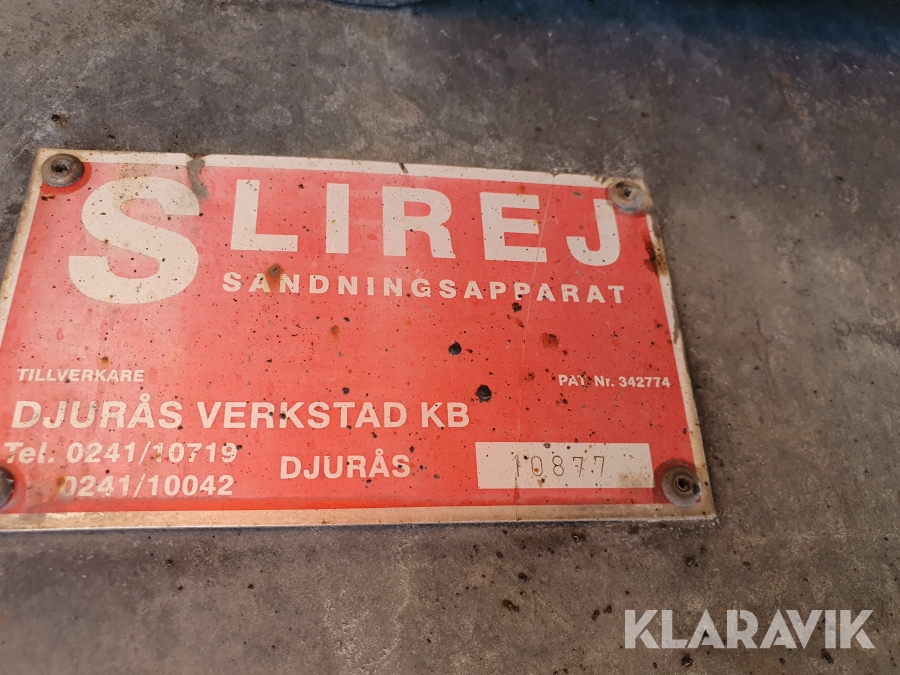 SLIREJ
SANDNINGSAPPARAT
TILLVERKARE
PAT. Nr. 342774
DJURÅS VERKSTAD KB
Tel. 0241/10719
0241/10042
DJURÅS
10877
KLARAVIK